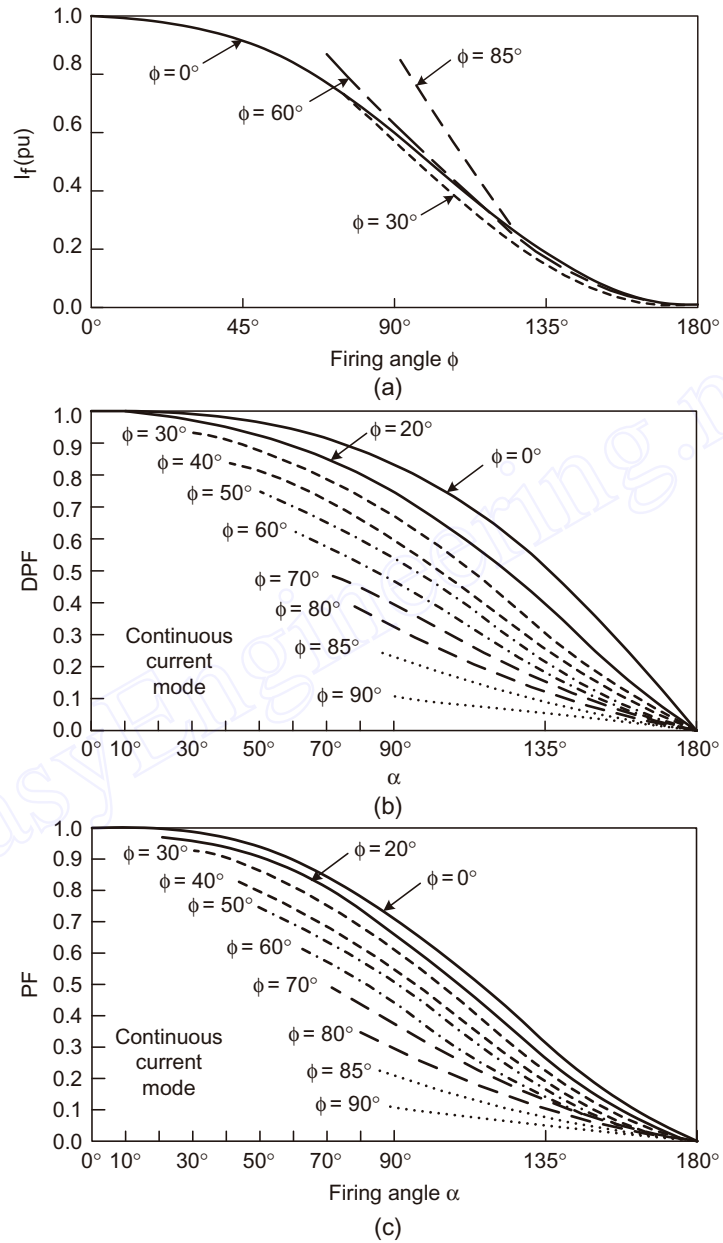 1.0
0.8
0.6
0.4
0.2
0.0
I_f(pu)
ϕ = 0°
ϕ = 60°
ϕ = 85°
ϕ = 30°
0° 45° 90° 135° 180°
Firing angle ϕ
(a)
1.0
0.9
0.8
0.7
0.6
0.5
0.4
0.3
0.2
0.1
0.0
DPF
ϕ = 30°
ϕ = 40°
ϕ = 50°
ϕ = 60°
ϕ = 70°
ϕ = 80°
ϕ = 85°
ϕ = 90°
ϕ = 20°
ϕ = 0°
Continuous
current
mode
0° 10° 30° 50° 70° 90° 135° 180°
α
(b)
1.0
0.9
0.8
0.7
0.6
0.5
0.4
0.3
0.2
0.1
0.0
PF
ϕ = 30°
ϕ = 40°
ϕ = 50°
ϕ = 60°
ϕ = 70°
ϕ = 80°
ϕ = 85°
ϕ = 90°
ϕ = 20°
ϕ = 0°
Continuous
current
mode
0° 10° 30° 50° 70° 90° 135° 180°
Firing angle α
(c)
asyEngineering.n